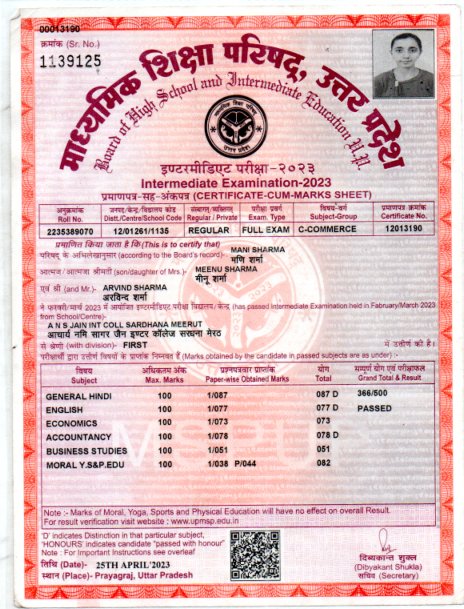 00013190
क्रमांक (Sr. No.)
1139125
माध्यमिक शिक्षा परिषद्, उत्तर प्रदेश
Board of High School and Intermediate Education U.P.
इण्टरमीडिएट परीक्षा-२०२३
Intermediate Examination-2023
प्रमाणपत्र-सह-अंकपत्र (CERTIFICATE-CUM-MARKS SHEET)
अनुक्रमांक जनपद/केन्द्र/विद्यालय कोड संस्थागत/व्यक्तिगत परीक्षा प्रकार विषय-वर्ग प्रमाणपत्र क्रमांक
Roll No. Distt./Centre/School Code Regular / Private Exam. Type Subject-Group Certificate No.
2235389070 12/01261/1135 REGULAR FULL EXAM C-COMMERCE 12013190
प्रमाणित किया जाता है कि(This is to certify that)
MANI SHARMA
परिषद् के अभिलेखानुसार (according to the Board's record)- मणि शर्मा
MEENU SHARMA
आत्मज / आत्मजा श्रीमती (son/daughter of Mrs.)- मीनू शर्मा
एवं श्री (and Mr.)- ARVIND SHARMA
अरविन्द शर्मा
ने फरवरी/मार्च 2023 में आयोजित इण्टरमीडिएट परीक्षा विद्यालय/केन्द्र (has passed Intermediate Examination held in February/March 2023
from School/Centre)-
A N S JAIN INT COLL SARDHANA MEERUT
आचार्य नमि सागर जैन इण्टर कॉलेज सरधना मेरठ
से श्रेणी (with division)- FIRST में उत्तीर्ण की है।
परीक्षार्थी द्वारा उत्तीर्ण विषयों के प्राप्तांक निम्नवत हैं (Marks obtained by the candidate in passed subjects are as under) :-
विषय अधिकतम अंक प्रश्नपत्रवार प्राप्तांक योग सम्पूर्ण योग एवं परीक्षाफल
Subject Max. Marks Paper-wise Obtained Marks Total Grand Total & Result
GENERAL HINDI 100 1/087 087 D 366/500
ENGLISH 100 1/077 077 D PASSED
ECONOMICS 100 1/073 073
ACCOUNTANCY 100 1/078 078 D
BUSINESS STUDIES 100 1/051 051
MORAL Y.S&P.EDU 100 1/038 P/044 082
MSPUP
Note :- Marks of Moral, Yoga, Sports and Physical Education will have no effect on overall Result.
For result verification visit website : www.upmsp.edu.in
'D' indicates Distinction in that particular subject,
'HONOURS' indicates candidate "passed with honour"
Note : For Important Instructions see overleaf
तिथि (Date)- 25TH APRIL'2023
स्थान (Place)- Prayagraj, Uttar Pradesh
दिब्यकान्त शुक्ल
(Dibyakant Shukla)
सचिव (Secretary)